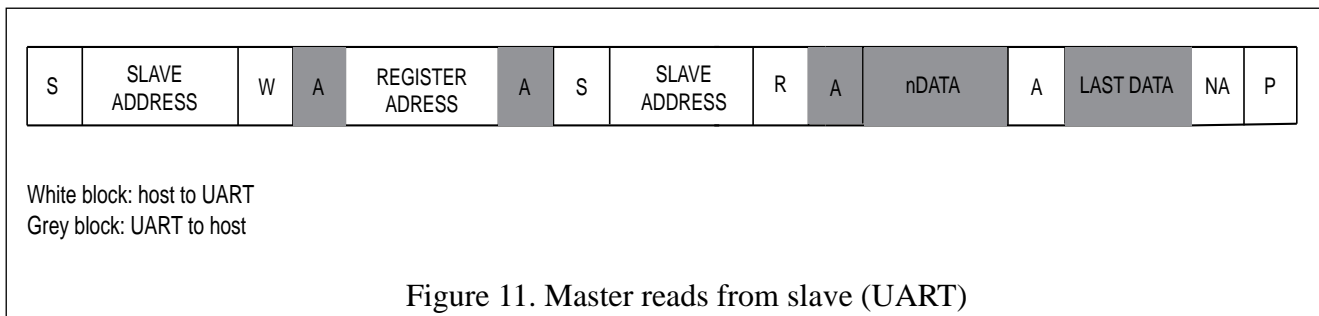 S SLAVE ADDRESS W A REGISTER ADRESS A S SLAVE ADDRESS R A nDATA A LAST DATA NA P
White block: host to UART
Grey block: UART to host
Figure 11. Master reads from slave (UART)